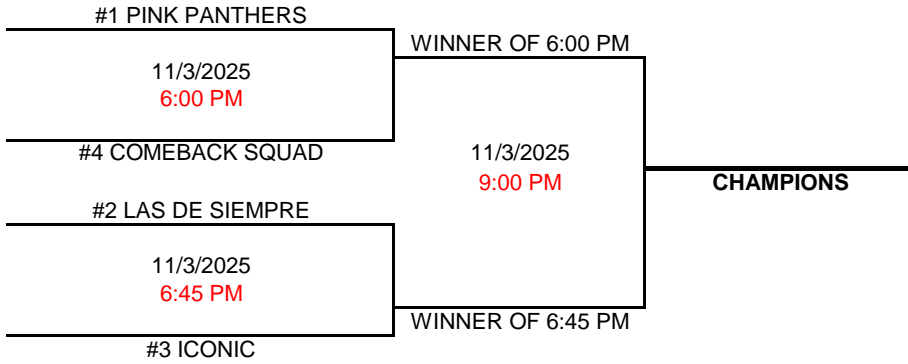 #1 PINK PANTHERS
WINNER OF 6:00 PM
11/3/2025
6:00 PM
#4 COMEBACK SQUAD
11/3/2025
9:00 PM
CHAMPIONS
#2 LAS DE SIEMPRE
11/3/2025
6:45 PM
WINNER OF 6:45 PM
#3 ICONIC